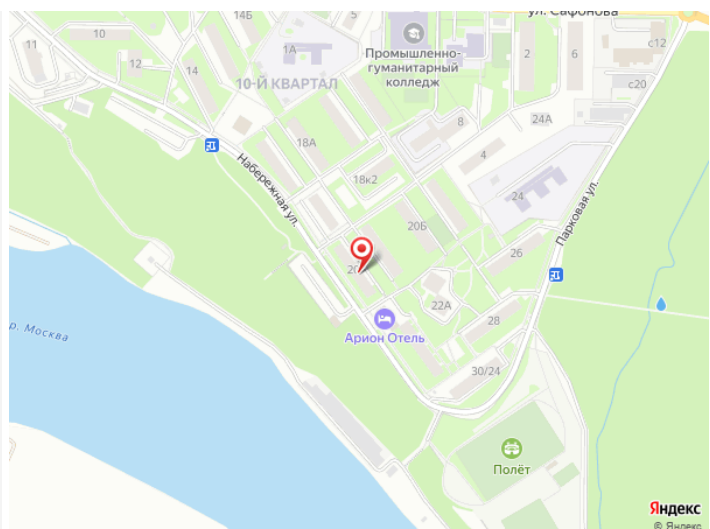 ул. Сафонова
14Б
10
11
1А
12
14
Промышленно-
гуманитарный
колледж
2
6
с12
с20
10-Й КВАРТАЛ
8
24А
18А
4
Набережная ул.
18к2
24
Парковая ул.
20Б
26
22А
28
р. Москва
Арион Отель
30/24
Полёт
Яндекс
© Яндекс